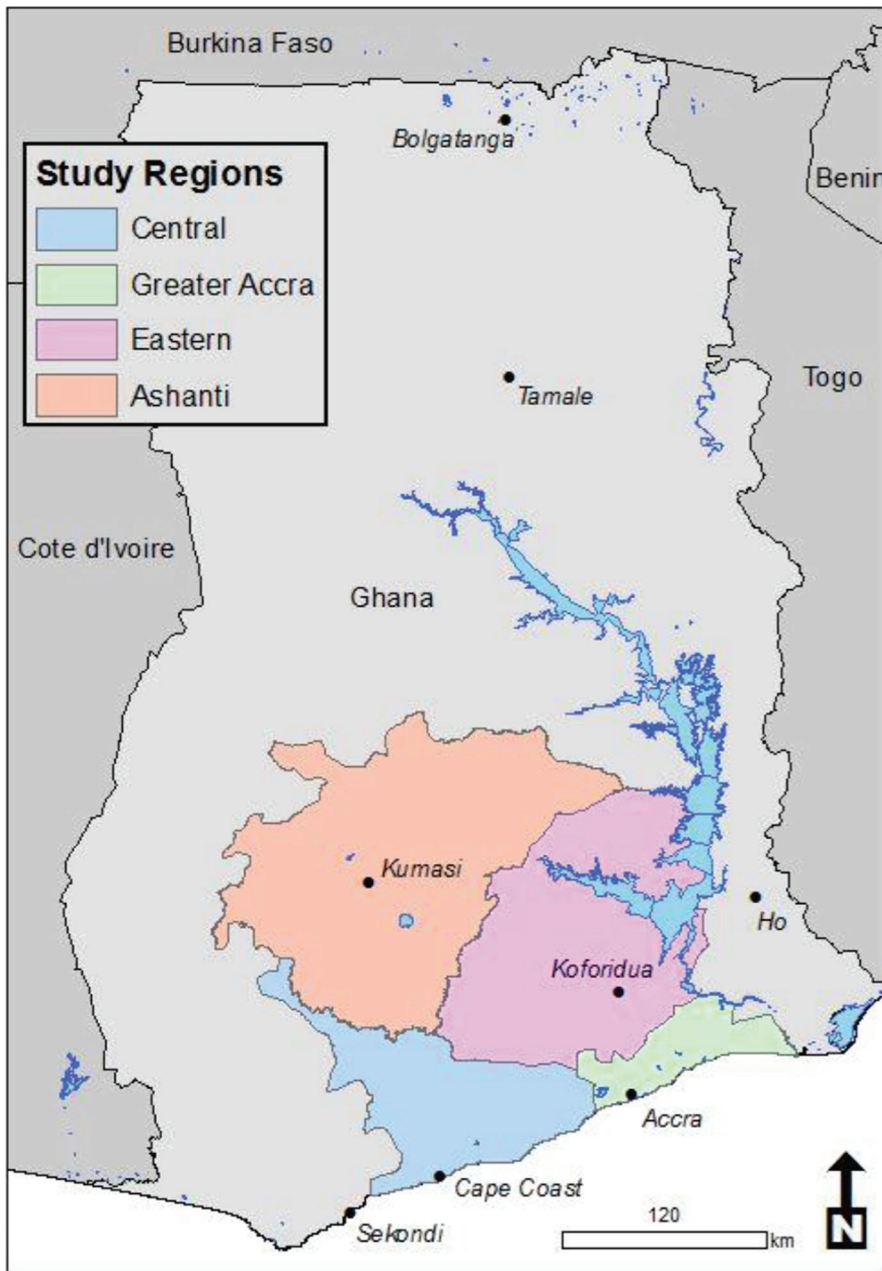 Burkina Faso
Bolgatanga
Benin
Study Regions
Central
Greater Accra
Eastern
Ashanti
Togo
Tamale
Cote d'Ivoire
Ghana
Kumasi
Ho
Koforidua
Accra
Cape Coast
Sekondi
120
km
N